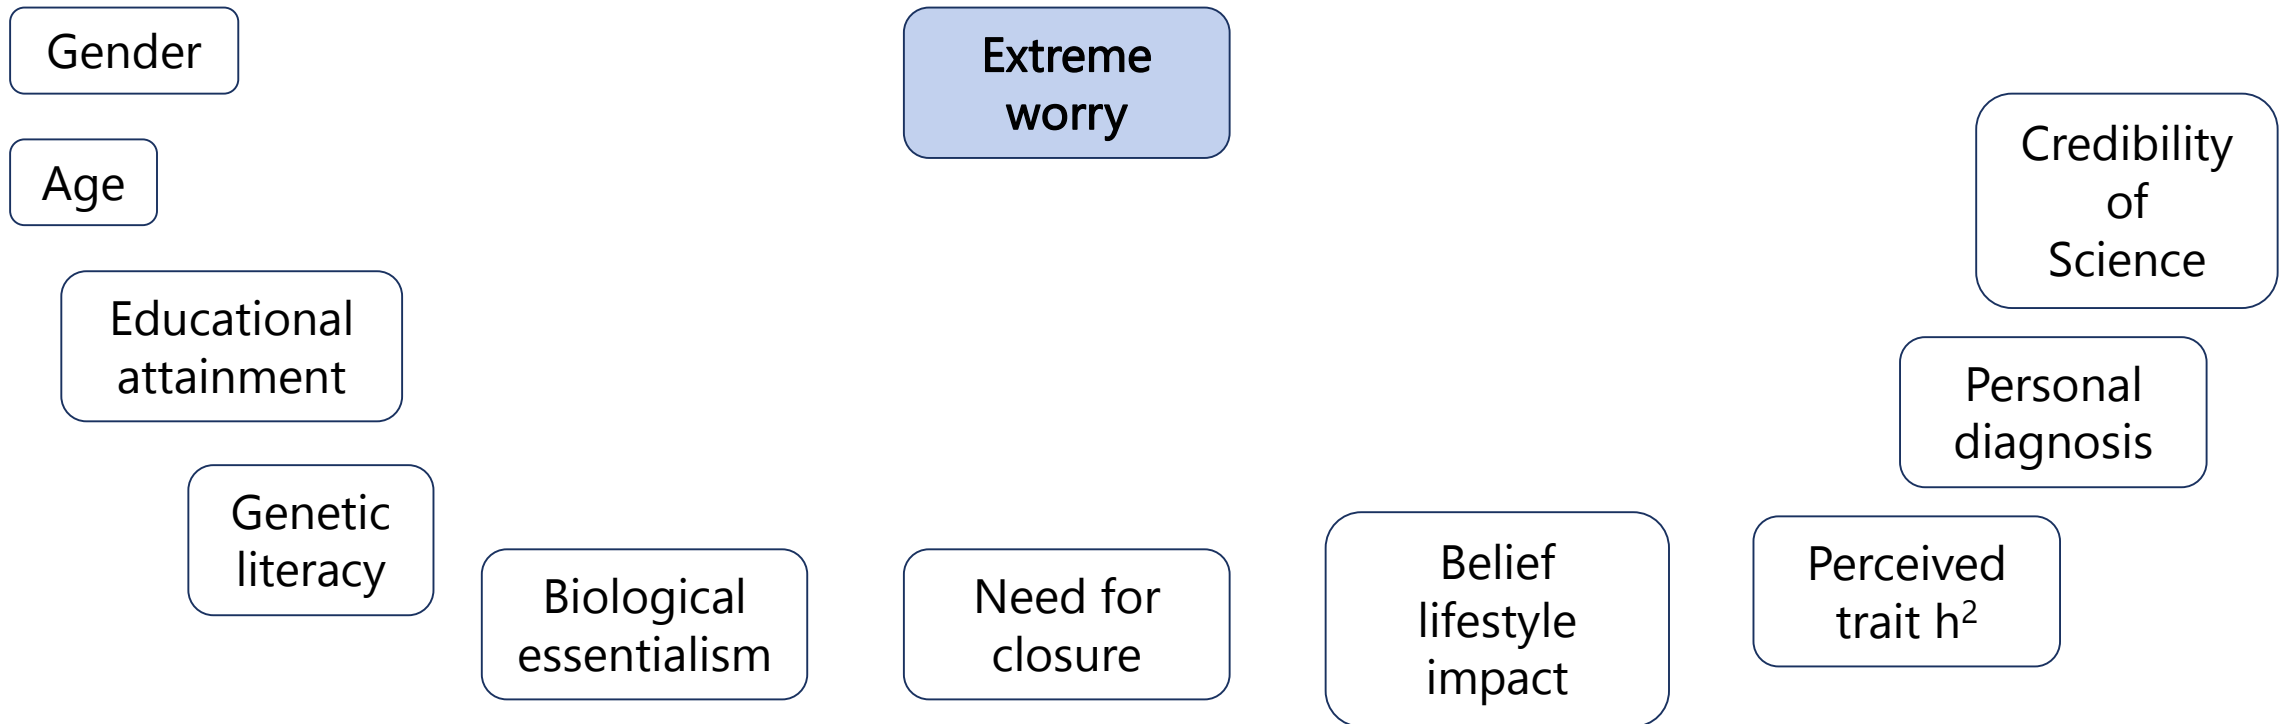 Gender
Extreme
worry
Age
Credibility
of
Science
Educational
attainment
Personal
diagnosis
Genetic
literacy
Biological
essentialism
Need for
closure
Belief
lifestyle
impact
Perceived
trait h²